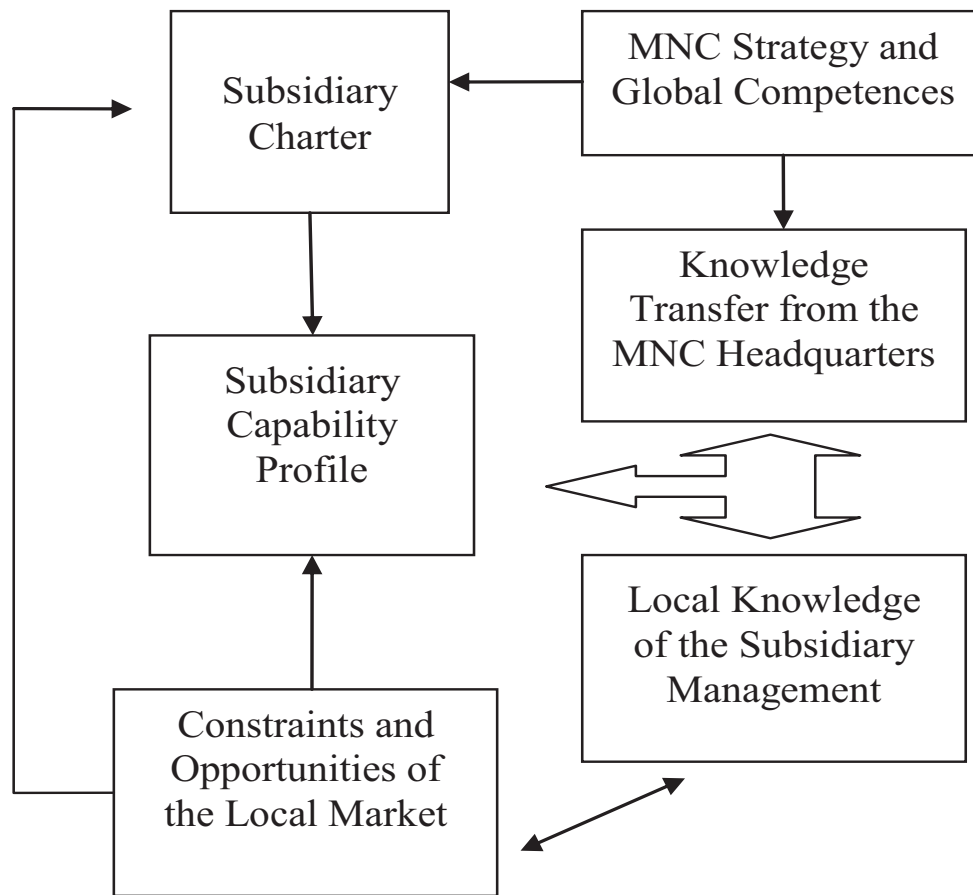 Subsidiary
Charter
MNC Strategy and
Global Competences
Knowledge
Transfer from the
MNC Headquarters
Subsidiary
Capability
Profile
Local Knowledge
of the Subsidiary
Management
Constraints and
Opportunities of
the Local Market